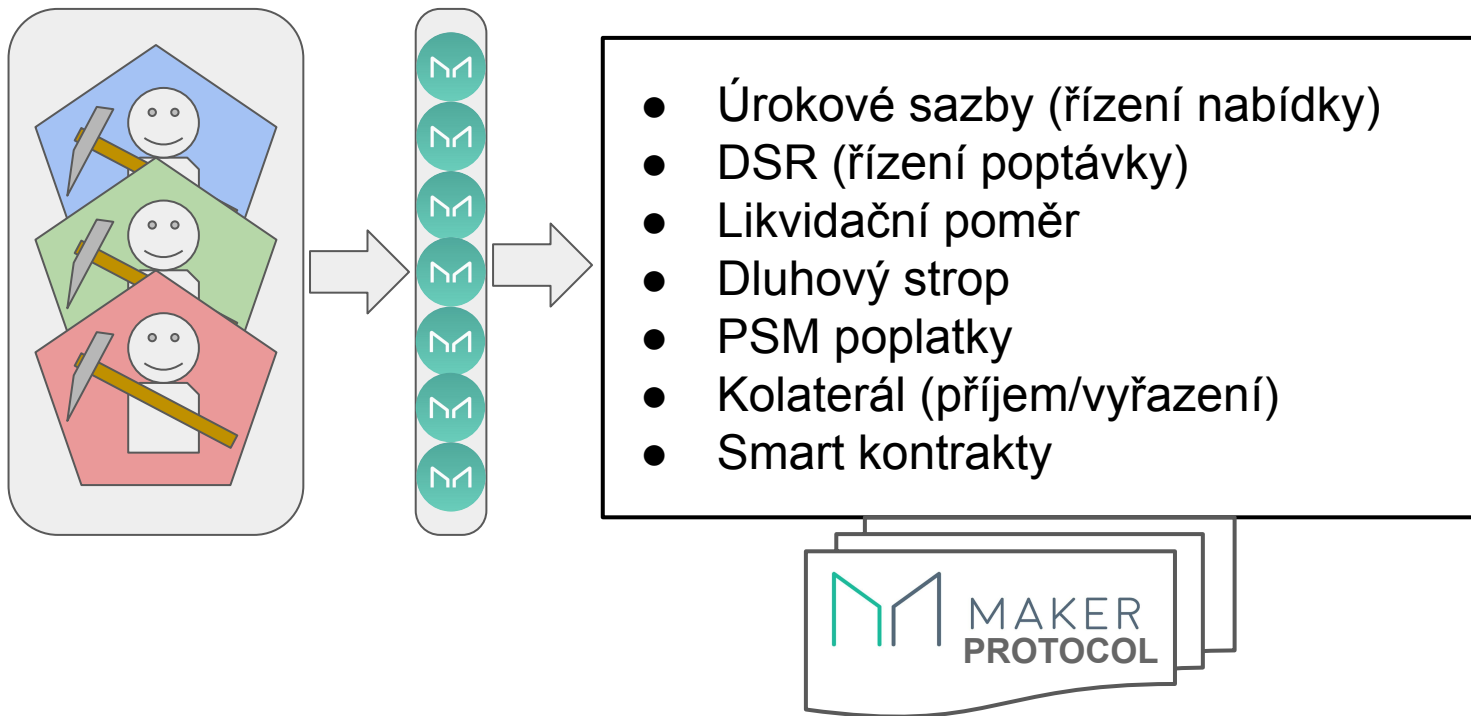 ● Úrokové sazby (řízení nabídky)
● DSR (řízení poptávky)
● Likvidační poměr
● Dluhový strop
● PSM poplatky
● Kolaterál (příjem/vyřazení)
● Smart kontrakty
MAKER
PROTOCOL